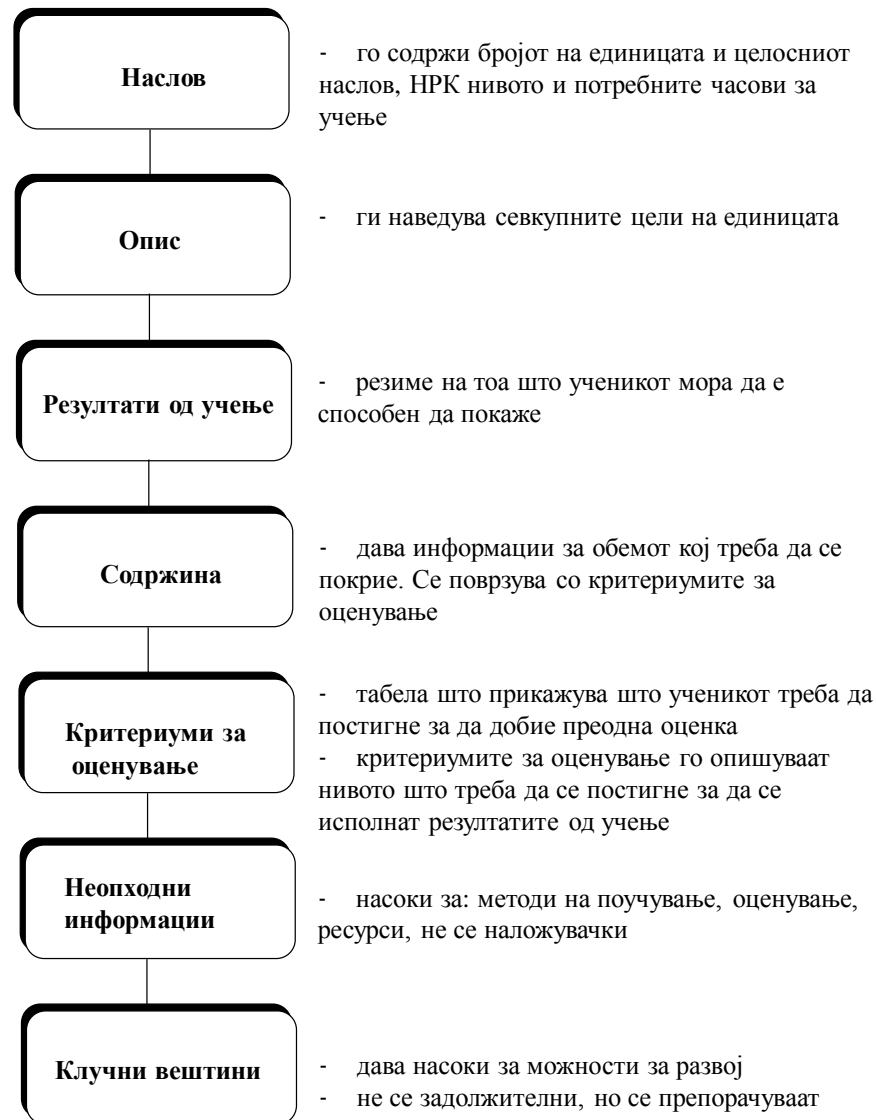 Наслов
- го содржи бројот на единицата и целосниот
наслов, НРК нивото и потребните часови за
учење
Опис
- ги наведува севкупните цели на единицата
Резултати од учење
- резиме на тоа што ученикот мора да е
способен да покаже
Содржина
- дава информации за обемот кој треба да се
покрие. Се поврзува со критериумите за
оценување
Критериуми за
оценување
- табела што прикажува што ученикот треба да
постигне за да добие преодна оценка
- критериумите за оценување го опишуваат
нивото што треба да се постигне за да се
исполнат резултатите од учење
Неопходни
информации
- насоки за: методи на поучување, оценување,
ресурси, не се наложувачки
Клучни вештини
- дава насоки за можности за развој
- не се задолжителни, но се препорачуваат